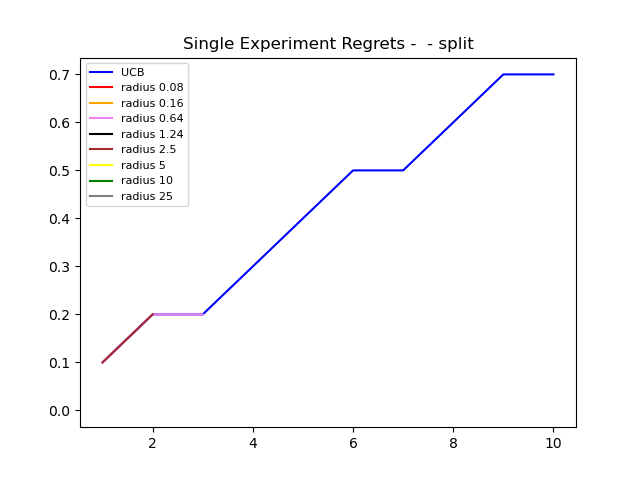 Single Experiment Regrets -  - split
UCB
radius 0.08
radius 0.16
radius 0.64
radius 1.24
radius 2.5
radius 5
radius 10
radius 25
0.7
0.6
0.5
0.4
0.3
0.2
0.1
0.0
2 4 6 8 10